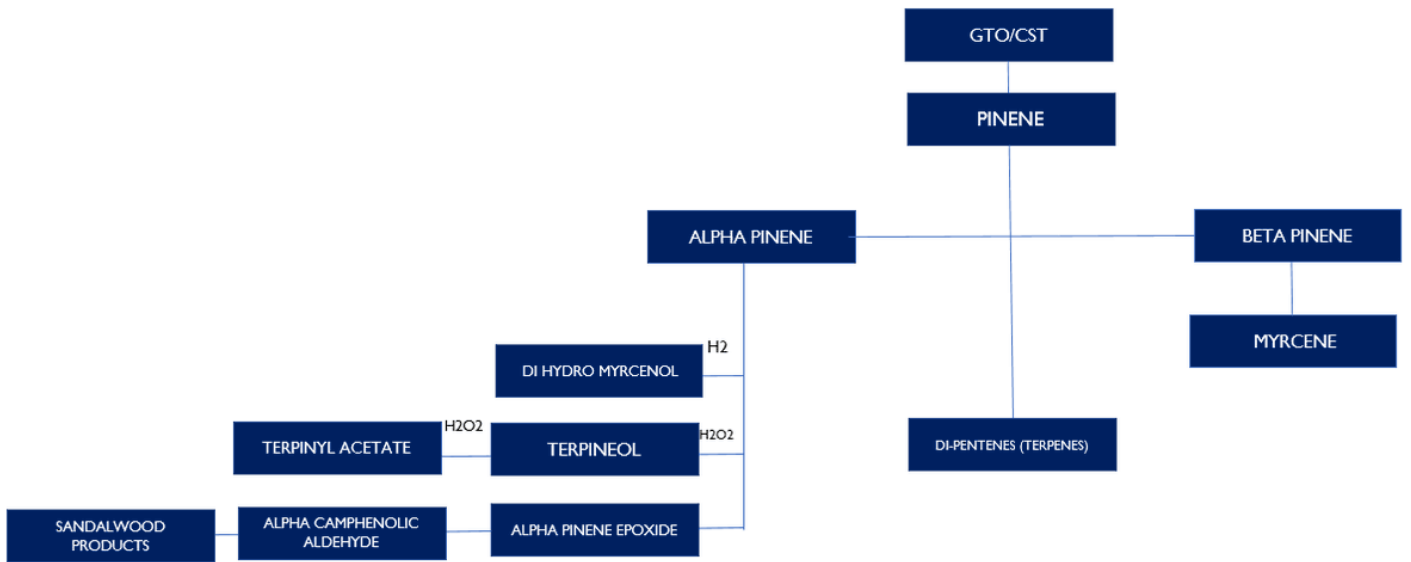 GTO/CST
PINENE
ALPHA PINENE
BETA PINENE
MYRCENE
H2
DI HYDRO MYRCENOL
H2O2
TERPINYL ACETATE
TERPINEOL
H2O2
DI-PENTENES (TERPENES)
SANDALWOOD
PRODUCTS
ALPHA CAMPHENOLIC
ALDEHYDE
ALPHA PINENE EPOXIDE